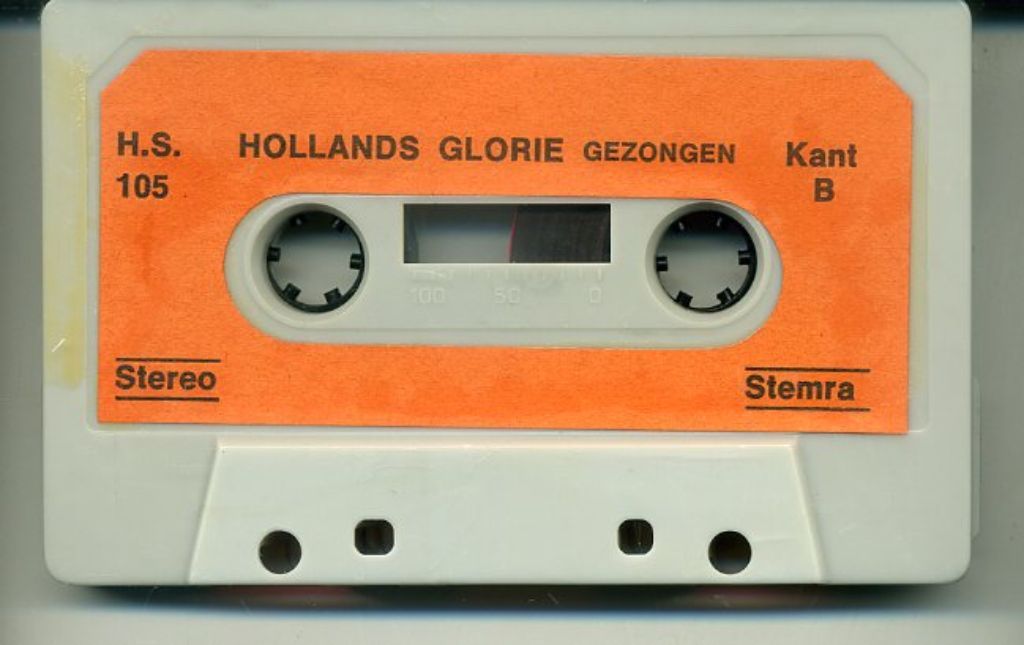 H.S. HOLLANDS GLORIE GEZONGEN Kant
105 B
100 50 0
Stereo Stemra